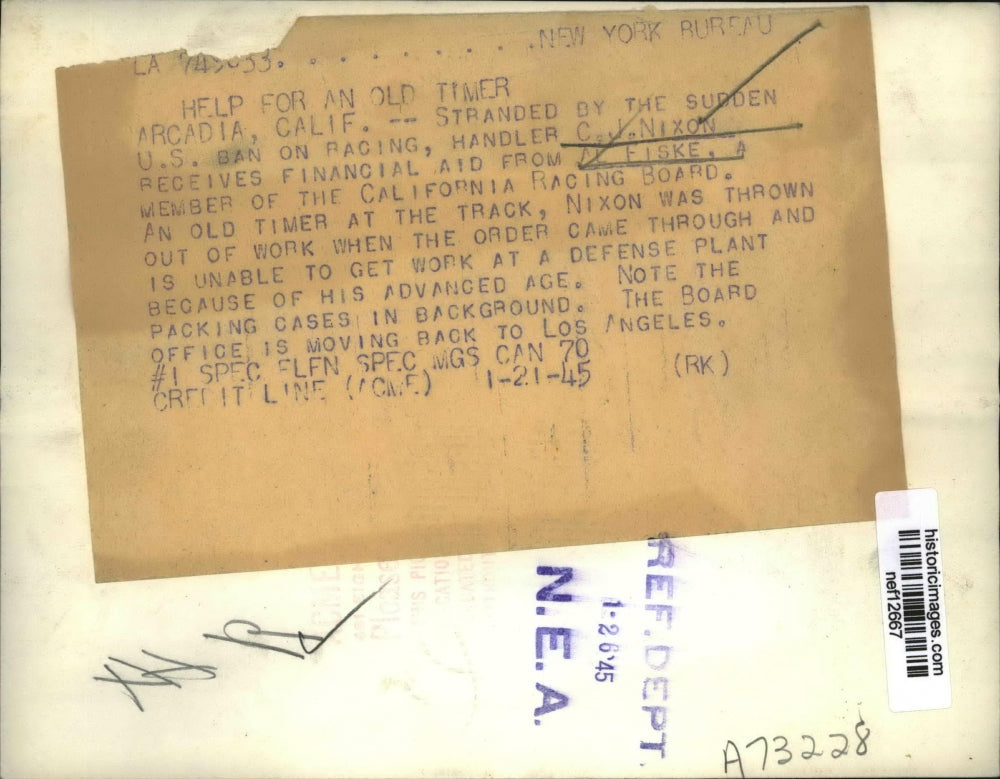 NEW YORK BUREAU
LA
HELP FOR AN OLD TIMER
ARCADIA, CALIF. -- STRANDED BY THE SUDDEN
U.S. BAN ON RACING, HANDLER C.J.NIXON
RECEIVES FINANCIAL AID FROM AL FISKE, A
MEMBER OF THE CALIFORNIA RACING BOARD.
AN OLD TIMER AT THE TRACK, NIXON WAS THROWN
OUT OF WORK WHEN THE ORDER CAME THROUGH AND
IS UNABLE TO GET WORK AT A DEFENSE PLANT
BECAUSE OF HIS ADVANCED AGE. NOTE THE
PACKING CASES IN BACKGROUND. THE BOARD
OFFICE IS MOVING BACK TO LOS ANGELES.
#1 SPEC ELFN SPEC MGS CAN 70
CREDIT LINE (ACME) 1-21-45 (RK)
N.E.A.
1·26'45
REF.DEPT.
historicimages.com
nef12667
A73228